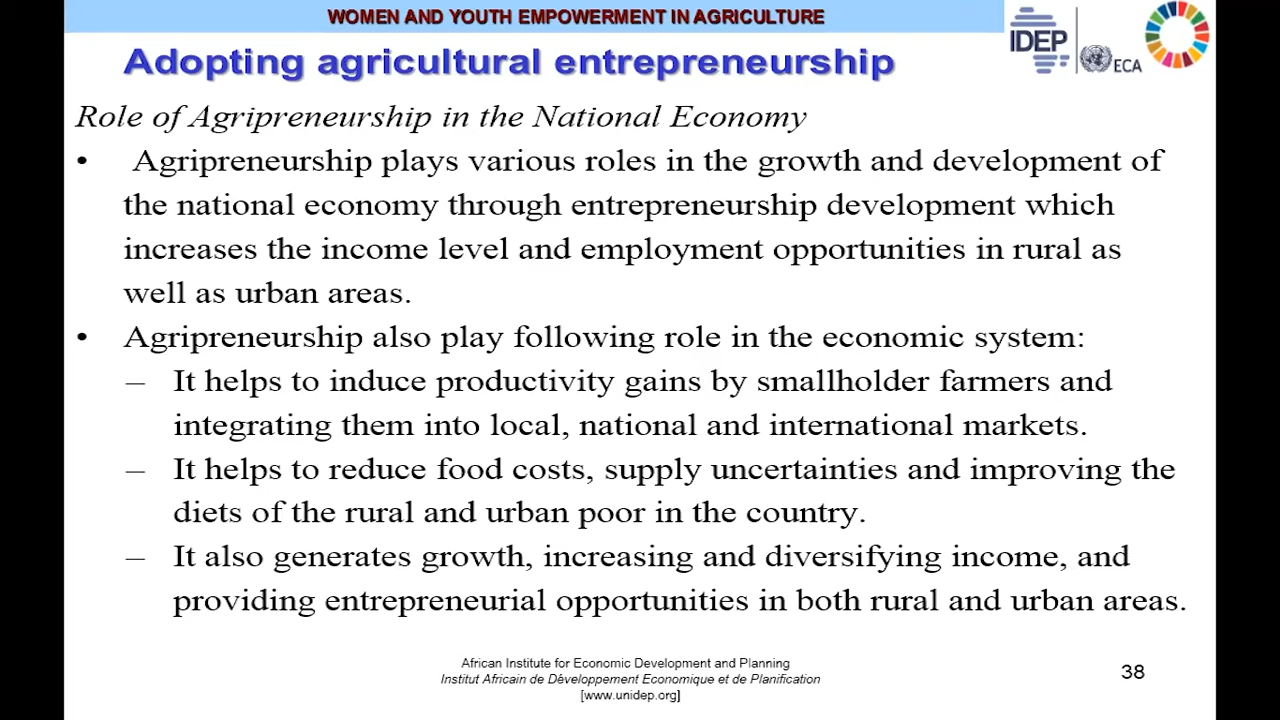 WOMEN AND YOUTH EMPOWERMENT IN AGRICULTURE
IDEP
ECA
Adopting agricultural entrepreneurship
Role of Agripreneurship in the National Economy
• Agripreneurship plays various roles in the growth and development of
the national economy through entrepreneurship development which
increases the income level and employment opportunities in rural as
well as urban areas.
• Agripreneurship also play following role in the economic system:
– It helps to induce productivity gains by smallholder farmers and
integrating them into local, national and international markets.
– It helps to reduce food costs, supply uncertainties and improving the
diets of the rural and urban poor in the country.
– It also generates growth, increasing and diversifying income, and
providing entrepreneurial opportunities in both rural and urban areas.
African Institute for Economic Development and Planning
Institut Africain de Développement Economique et de Planification
[www.unidep.org]
38